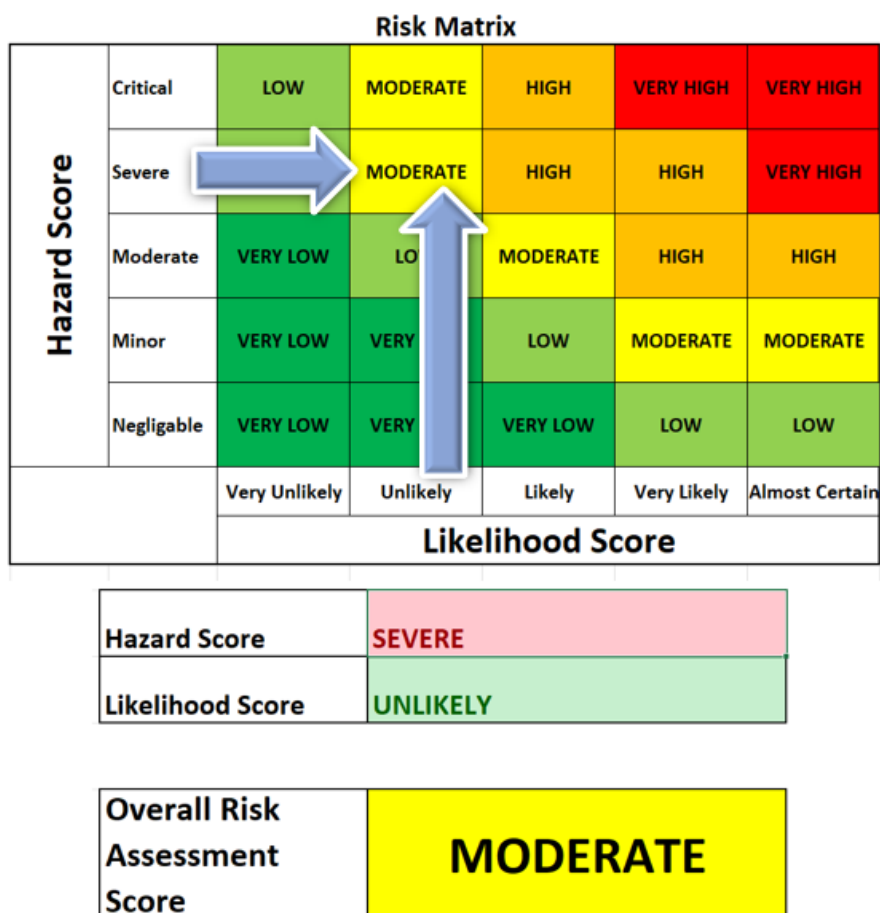 Risk Matrix
Hazard Score
Critical LOW MODERATE HIGH VERY HIGH VERY HIGH
Severe MODERATE HIGH HIGH VERY HIGH
Moderate VERY LOW MODERATE HIGH HIGH
Minor VERY LOW VERY LOW MODERATE MODERATE
Negligable VERY LOW VERY VERY LOW LOW LOW
Very Unlikely Unlikely Likely Very Likely Almost Certain
Likelihood Score
Hazard Score SEVERE
Likelihood Score UNLIKELY
Overall Risk
Assessment
Score
MODERATE